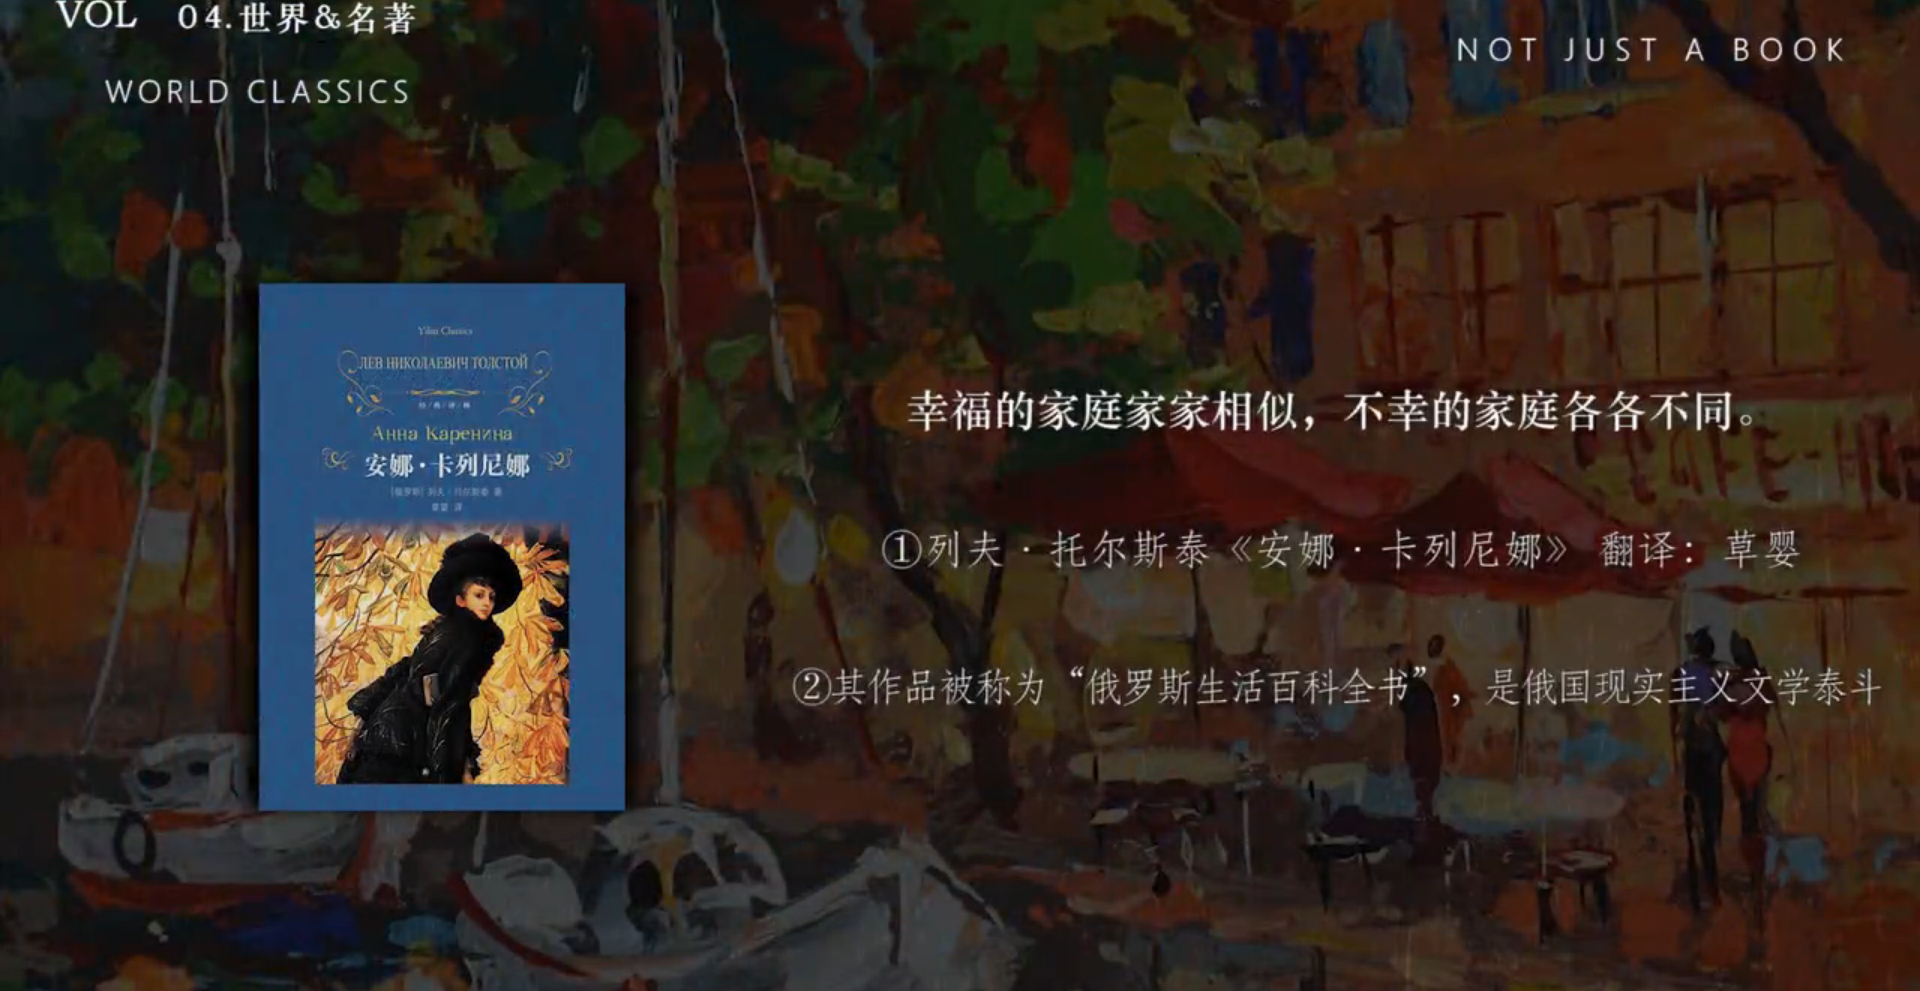 VOL 04.世界&名著
WORLD CLASSICS
NOT JUST A BOOK
Yilin Classics
ЛЕВ НИКОЛАЕВИЧ ТОЛСТОЙ
经/典/译/林
Анна Каренина
安娜·卡列尼娜
[俄罗斯] 列夫·托尔斯泰 著
草婴 译
幸福的家庭家家相似，不幸的家庭各各不同。
①列夫·托尔斯泰《安娜·卡列尼娜》 翻译：草婴
②其作品被称为“俄罗斯生活百科全书”，是俄国现实主义文学泰斗